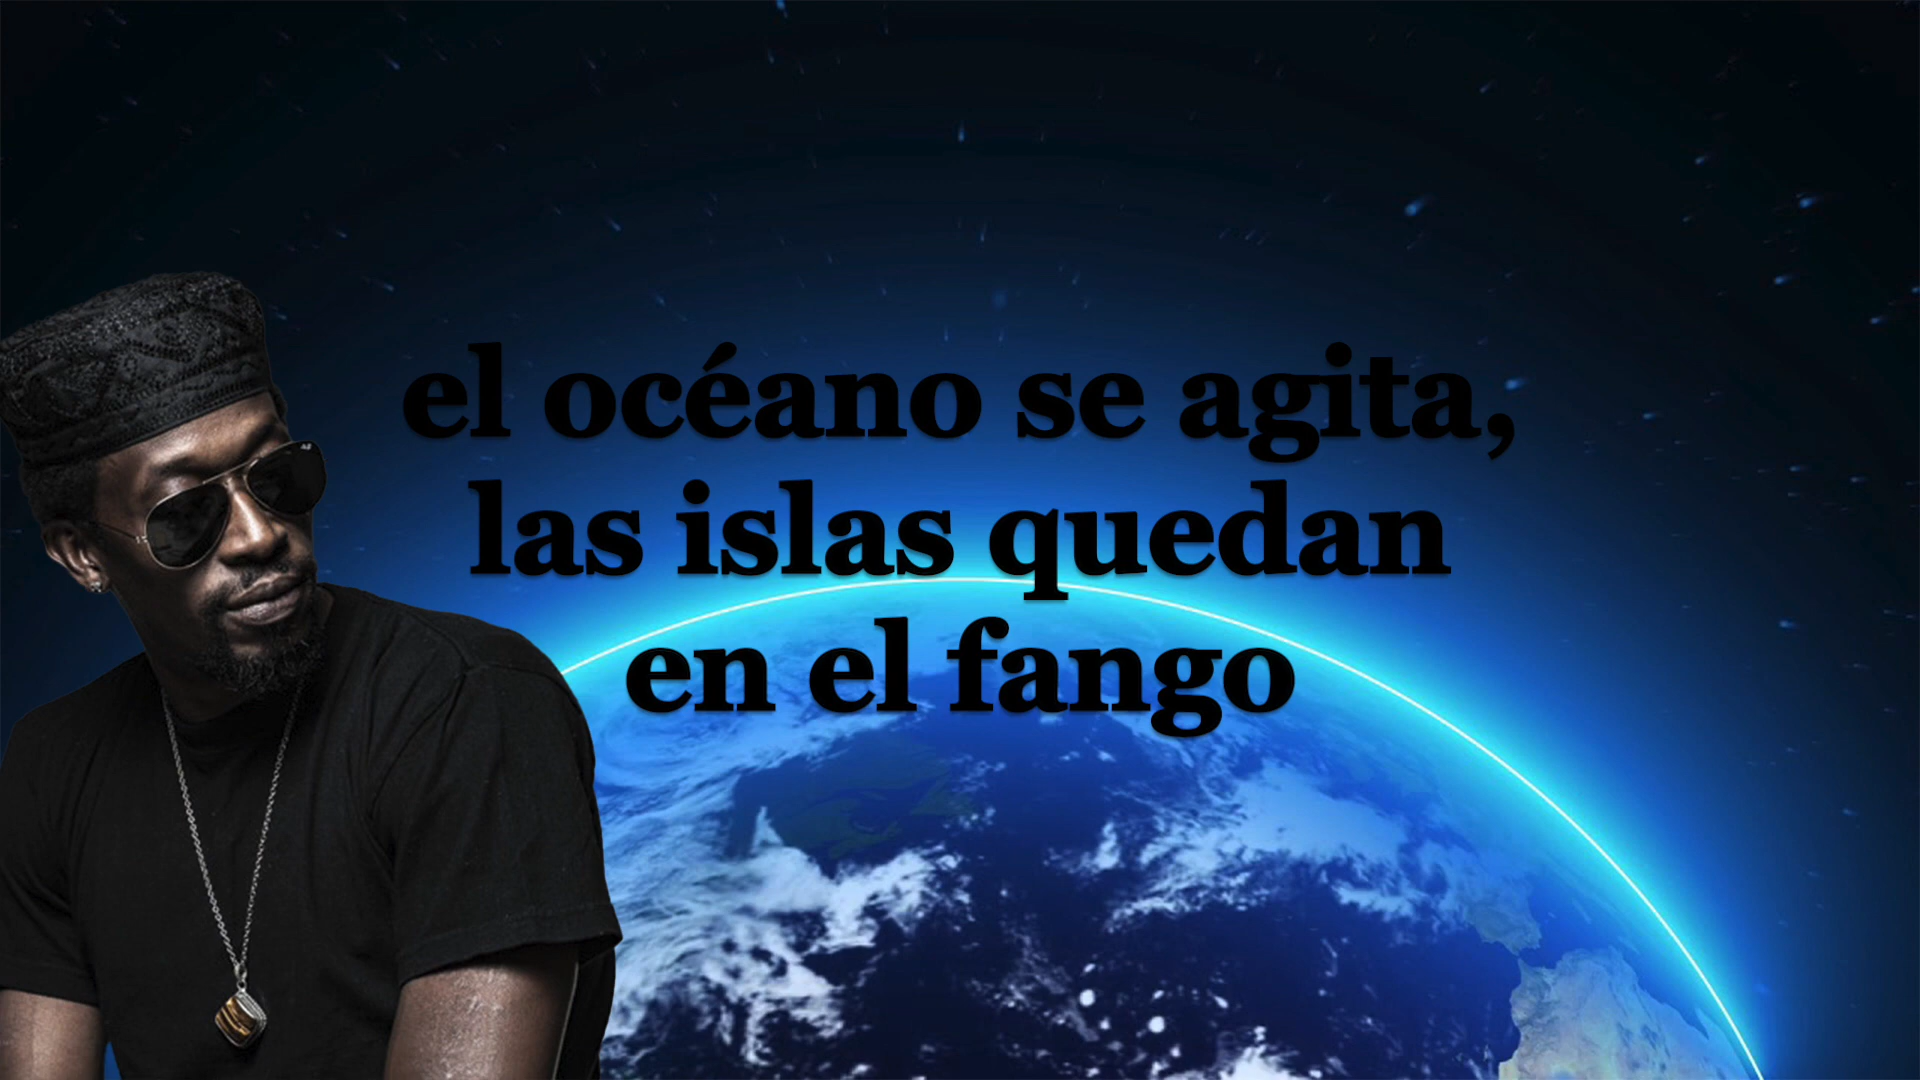 el océano se agita,
las islas quedan
en el fango